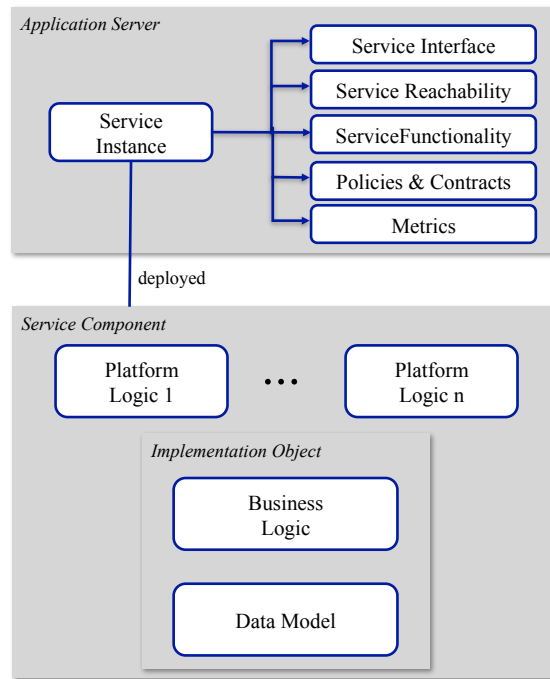 Application Server
Service Interface
Service Reachability
Service
Instance
ServiceFunctionality
Policies & Contracts
Metrics
deployed
Service Component
Platform
Logic 1
...
Platform
Logic n
Implementation Object
Business
Logic
Data Model